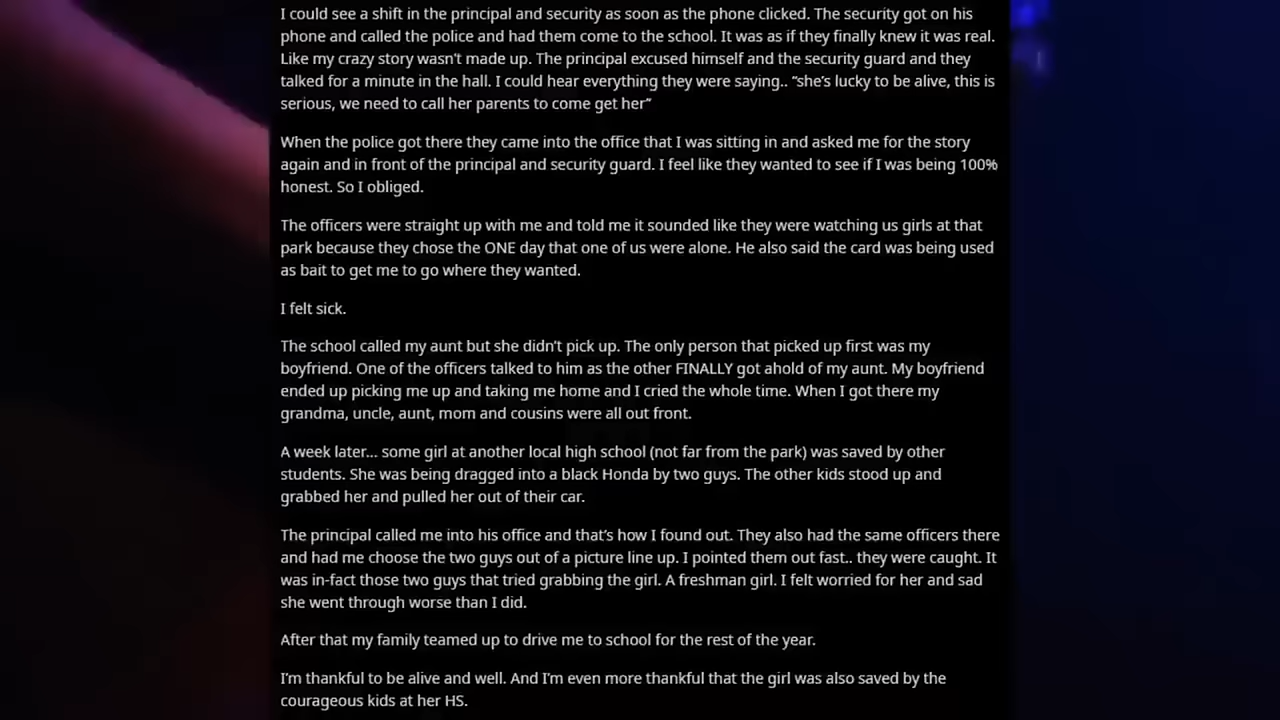 I could see a shift in the principal and security as soon as the phone clicked. The security got on his
phone and called the police and had them come to the school. It was as if they finally knew it was real.
Like my crazy story wasn't made up. The principal excused himself and the security guard and they
talked for a minute in the hall. I could hear everything they were saying.. “she's lucky to be alive, this is
serious, we need to call her parents to come get her”
When the police got there they came into the office that I was sitting in and asked me for the story
again and in front of the principal and security guard. I feel like they wanted to see if I was being 100%
honest. So I obliged.
The officers were straight up with me and told me it sounded like they were watching us girls at that
park because they chose the ONE day that one of us were alone. He also said the card was being used
as bait to get me to go where they wanted.
I felt sick.
The school called my aunt but she didn't pick up. The only person that picked up first was my
boyfriend. One of the officers talked to him as the other FINALLY got ahold of my aunt. My boyfriend
ended up picking me up and taking me home and I cried the whole time. When I got there my
grandma, uncle, aunt, mom and cousins were all out front.
A week later... some girl at another local high school (not far from the park) was saved by other
students. She was being dragged into a black Honda by two guys. The other kids stood up and
grabbed her and pulled her out of their car.
The principal called me into his office and that's how I found out. They also had the same officers there
and had me choose the two guys out of a picture line up. I pointed them out fast.. they were caught. It
was in-fact those two guys that tried grabbing the girl. A freshman girl. I felt worried for her and sad
she went through worse than I did.
After that my family teamed up to drive me to school for the rest of the year.
I'm thankful to be alive and well. And I'm even more thankful that the girl was also saved by the
courageous kids at her HS.